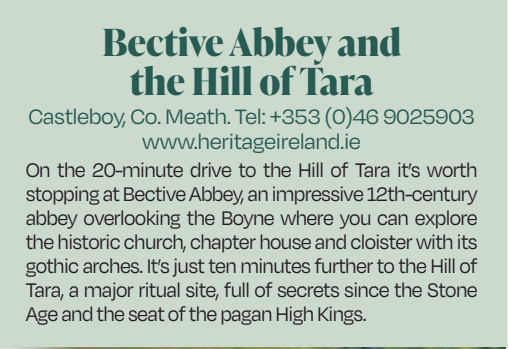 Bective Abbey and
the Hill of Tara
Castleboy, Co. Meath. Tel: +353 (0)46 9025903
www.heritageireland.ie
On the 20-minute drive to the Hill of Tara it's worth
stopping at Bective Abbey, an impressive 12th-century
abbey overlooking the Boyne where you can explore
the historic church, chapter house and cloister with its
gothic arches. It's just ten minutes further to the Hill of
Tara, a major ritual site, full of secrets since the Stone
Age and the seat of the pagan High Kings.